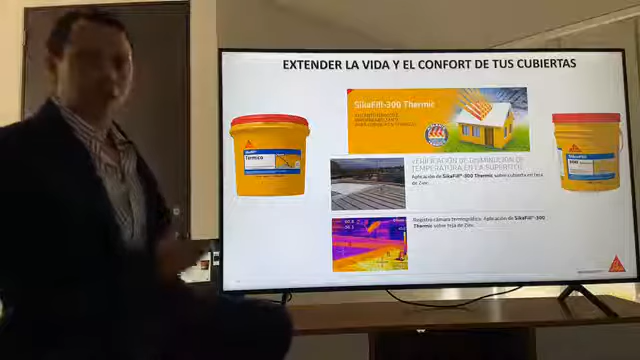 EXTENDER LA VIDA Y EL CONFORT DE TUS CUBIERTAS
SikaFill-300 Thermic
VERIFICACIÓN DE DISMINUCIÓN DE
TEMPERATURA EN LA SUPERFICIE
Aplicación de SikaFill®-300 Thermic sobre cubierta en teja
de Zinc.
Termico
Registro cámara termográfica. Aplicación de SikaFill®-300
Thermic sobre teja de Zinc.